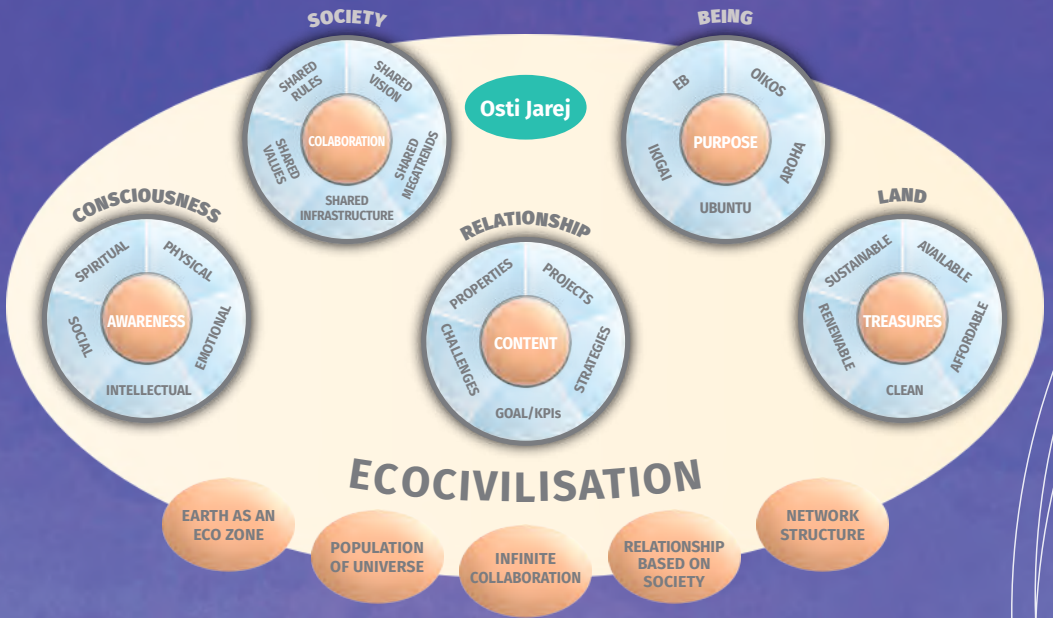 SOCIETY
SHARED
RULES
SHARED
VISION
SHARED
VALUES
COLABORATION
SHARED
MEGATRENDS
SHARED
INFRASTRUCTURE
Osti Jarej
BEING
EB
OIKOS
IKIGAI
PURPOSE
AROHA
UBUNTU
CONSCIOUSNESS
SPIRITUAL
PHYSICAL
SOCIAL
AWARENESS
EMOTIONAL
INTELLECTUAL
RELATIONSHIP
PROPERTIES
PROJECTS
CHALLENGES
CONTENT
STRATEGIES
GOAL/KPIs
LAND
SUSTAINABLE
AVAILABLE
RENEWABLE
TREASURES
AFFORDABLE
CLEAN
ECOCIVILISATION
EARTH AS AN
ECO ZONE
POPULATION
OF UNIVERSE
INFINITE
COLLABORATION
RELATIONSHIP
BASED ON
SOCIETY
NETWORK
STRUCTURE